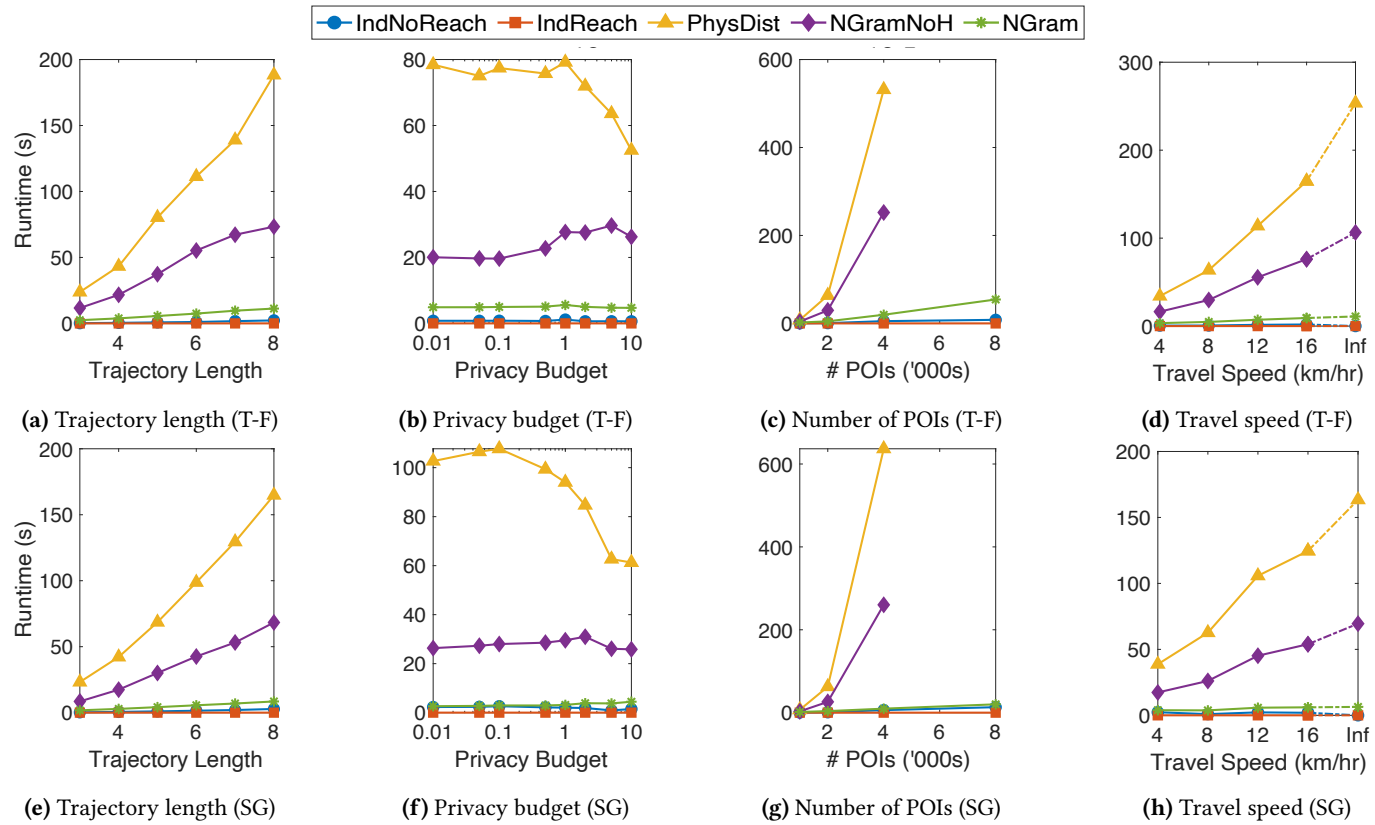 IndNoReach IndReach PhysDist NGramNoH NGram
200
150
100
50
0
Runtime (s)
4 6 8
Trajectory Length
80
60
40
20
0
0.01 0.1 1 10
Privacy Budget
600
400
200
0
2 4 6 8
# POIs ('000s)
300
200
100
0
4 8 12 16 Inf
Travel Speed (km/hr)
(a) Trajectory length (T-F)
(b) Privacy budget (T-F)
(c) Number of POIs (T-F)
(d) Travel speed (T-F)
200
150
100
50
0
Runtime (s)
4 6 8
Trajectory Length
100
80
60
40
20
0
0.01 0.1 1 10
Privacy Budget
600
400
200
0
2 4 6 8
# POIs ('000s)
200
150
100
50
0
4 8 12 16 Inf
Travel Speed (km/hr)
(e) Trajectory length (SG)
(f) Privacy budget (SG)
(g) Number of POIs (SG)
(h) Travel speed (SG)